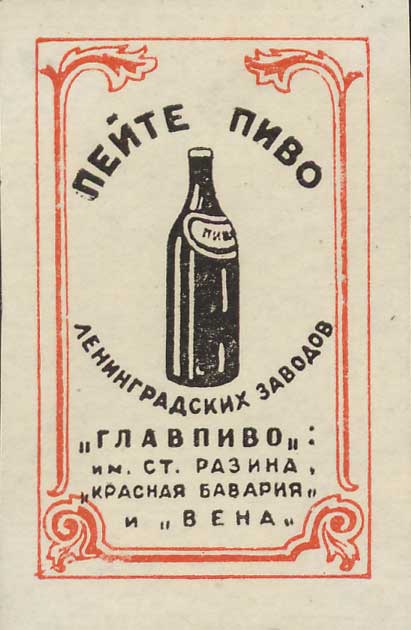 ПЕЙТЕ ПИВО
ПИВО
ЛЕНИНГРАДСКИХ ЗАВОДОВ
„ГЛАВПИВО„:
им. СТ. РАЗИНА,
„КРАСНАЯ БАВАРИЯ„
И „ВЕНА„